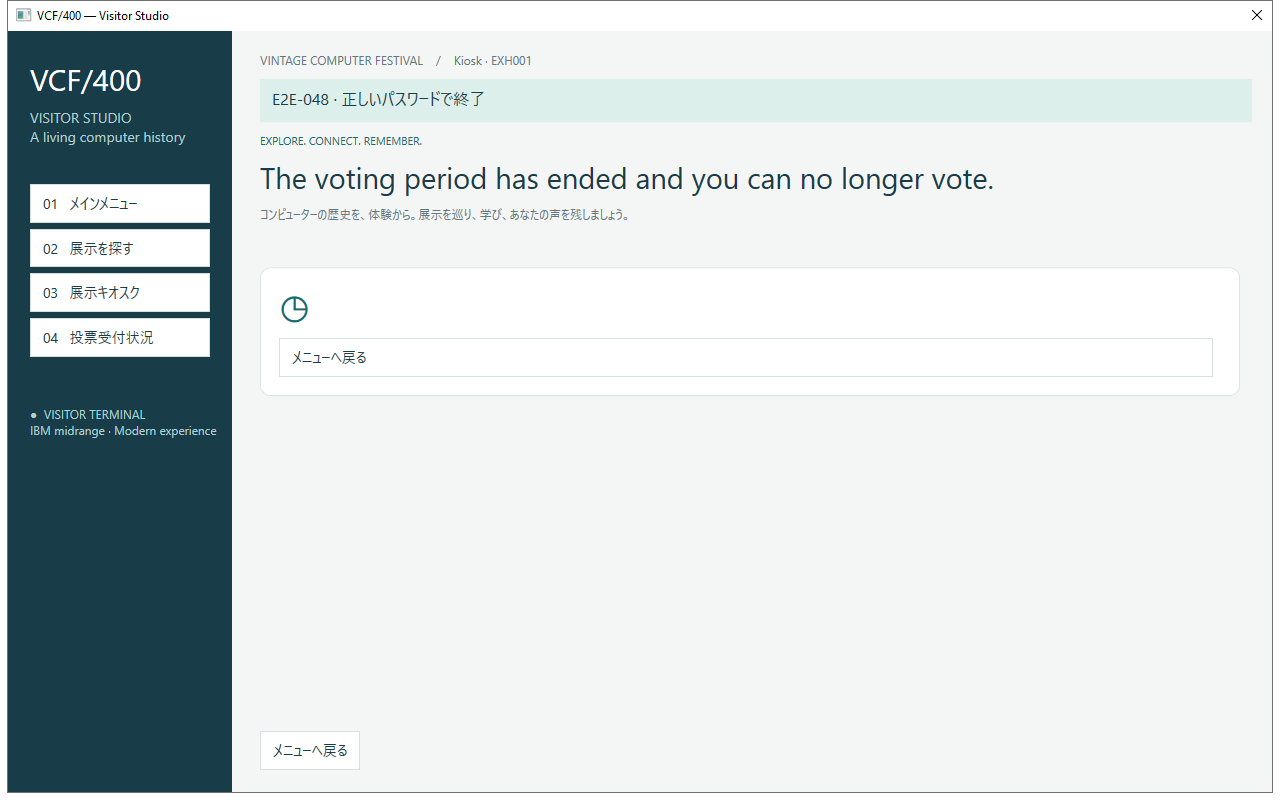 VCF/400 — Visitor Studio
VCF/400
VISITOR STUDIO
A living computer history
01 メインメニュー
02 展示を探す
03 展示キオスク
04 投票受付状況
● VISITOR TERMINAL
IBM midrange · Modern experience
VINTAGE COMPUTER FESTIVAL / Kiosk · EXH001
E2E-048 · 正しいパスワードで終了
EXPLORE. CONNECT. REMEMBER.
The voting period has ended and you can no longer vote.
コンピューターの歴史を、体験から。展示を巡り、学び、あなたの声を残しましょう。
メニューへ戻る
メニューへ戻る